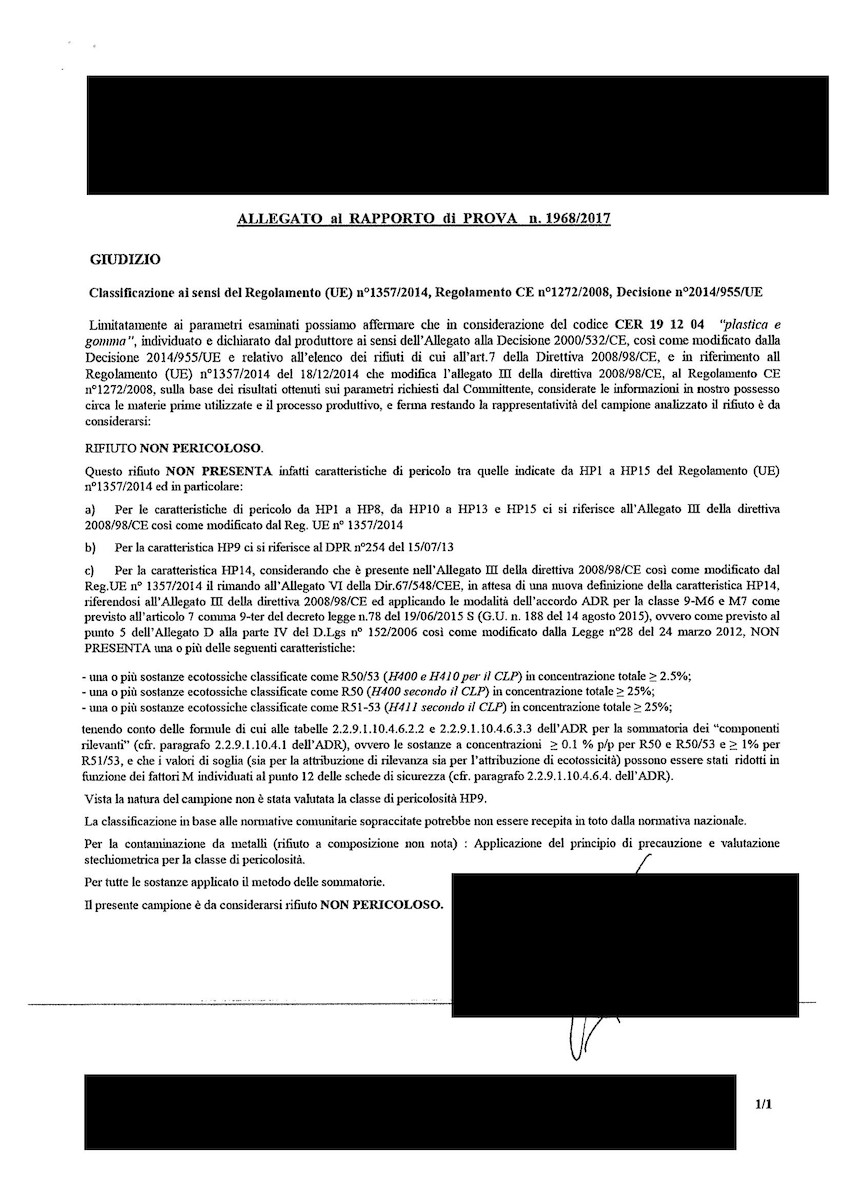 ALLEGATO al RAPPORTO di PROVA n. 1968/2017
GIUDIZIO
Classificazione ai sensi del Regolamento (UE) n°1357/2014, Regolamento CE n°1272/2008, Decisione n°2014/955/UE
Limitatamente ai parametri esaminati possiamo affermare che in considerazione del codice CER 19 12 04 "plastica e
gomma", individuato e dichiarato dal produttore ai sensi dell'Allegato alla Decisione 2000/532/CE, così come modificato dalla
Decisione 2014/955/UE e relativo all'elenco dei rifiuti di cui all'art.7 della Direttiva 2008/98/CE, e in riferimento all
Regolamento (UE) n°1357/2014 del 18/12/2014 che modifica l'allegato III della direttiva 2008/98/CE, al Regolamento CE
n°1272/2008, sulla base dei risultati ottenuti sui parametri richiesti dal Committente, considerate le informazioni in nostro possesso
circa le materie prime utilizzate e il processo produttivo, e ferma restando la rappresentatività del campione analizzato il rifiuto è da
considerarsi:
RIFIUTO NON PERICOLOSO.
Questo rifiuto NON PRESENTA infatti caratteristiche di pericolo tra quelle indicate da HP1 a HP15 del Regolamento (UE)
n°1357/2014 ed in particolare:
a) Per le caratteristiche di pericolo da HP1 a HP8, da HP10 a HP13 e HP15 ci si riferisce all'Allegato III della direttiva
2008/98/CE così come modificato dal Reg. UE n° 1357/2014
b) Per la caratteristica HP9 ci si riferisce al DPR n°254 del 15/07/13
c) Per la caratteristica HP14, considerando che è presente nell'Allegato III della direttiva 2008/98/CE così come modificato dal
Reg.UE n° 1357/2014 il rimando all'Allegato VI della Dir.67/548/CEE, in attesa di una nuova definizione della caratteristica HP14,
riferendosi all'Allegato III della direttiva 2008/98/CE ed applicando le modalità dell'accordo ADR per la classe 9-M6 e M7 come
previsto all'articolo 7 comma 9-ter del decreto legge n.78 del 19/06/2015 S (G.U. n. 188 del 14 agosto 2015), ovvero come previsto al
punto 5 dell'Allegato D alla parte IV del D.Lgs n° 152/2006 così come modificato dalla Legge n°28 del 24 marzo 2012, NON
PRESENTA una o più delle seguenti caratteristiche:
- una o più sostanze ecotossiche classificate come R50/53 (H400 e H410 per il CLP) in concentrazione totale ≥ 2.5%;
- una o più sostanze ecotossiche classificate come R50 (H400 secondo il CLP) in concentrazione totale ≥ 25%;
- una o più sostanze ecotossiche classificate come R51-53 (H411 secondo il CLP) in concentrazione totale ≥ 25%;
tenendo conto delle formule di cui alle tabelle 2.2.9.1.10.4.6.2.2 e 2.2.9.1.10.4.6.3.3 dell'ADR per la sommatoria dei "componenti
rilevanti" (cfr. paragrafo 2.2.9.1.10.4.1 dell'ADR), ovvero le sostanze a concentrazioni ≥ 0.1 % p/p per R50 e R50/53 e ≥ 1% per
R51/53, e che i valori di soglia (sia per la attribuzione di rilevanza sia per l'attribuzione di ecotossicità) possono essere stati ridotti in
funzione dei fattori M individuati al punto 12 delle schede di sicurezza (cfr. paragrafo 2.2.9.1.10.4.6.4. dell'ADR).
Vista la natura del campione non è stata valutata la classe di pericolosità HP9.
La classificazione in base alle normative comunitarie sopraccitate potrebbe non essere recepita in toto dalla normativa nazionale.
Per la contaminazione da metalli (rifiuto a composizione non nota) : Applicazione del principio di precauzione e valutazione
stechiometrica per la classe di pericolosità.
Per tutte le sostanze applicato il metodo delle sommatorie.
Il presente campione è da considerarsi rifiuto NON PERICOLOSO.
1/1